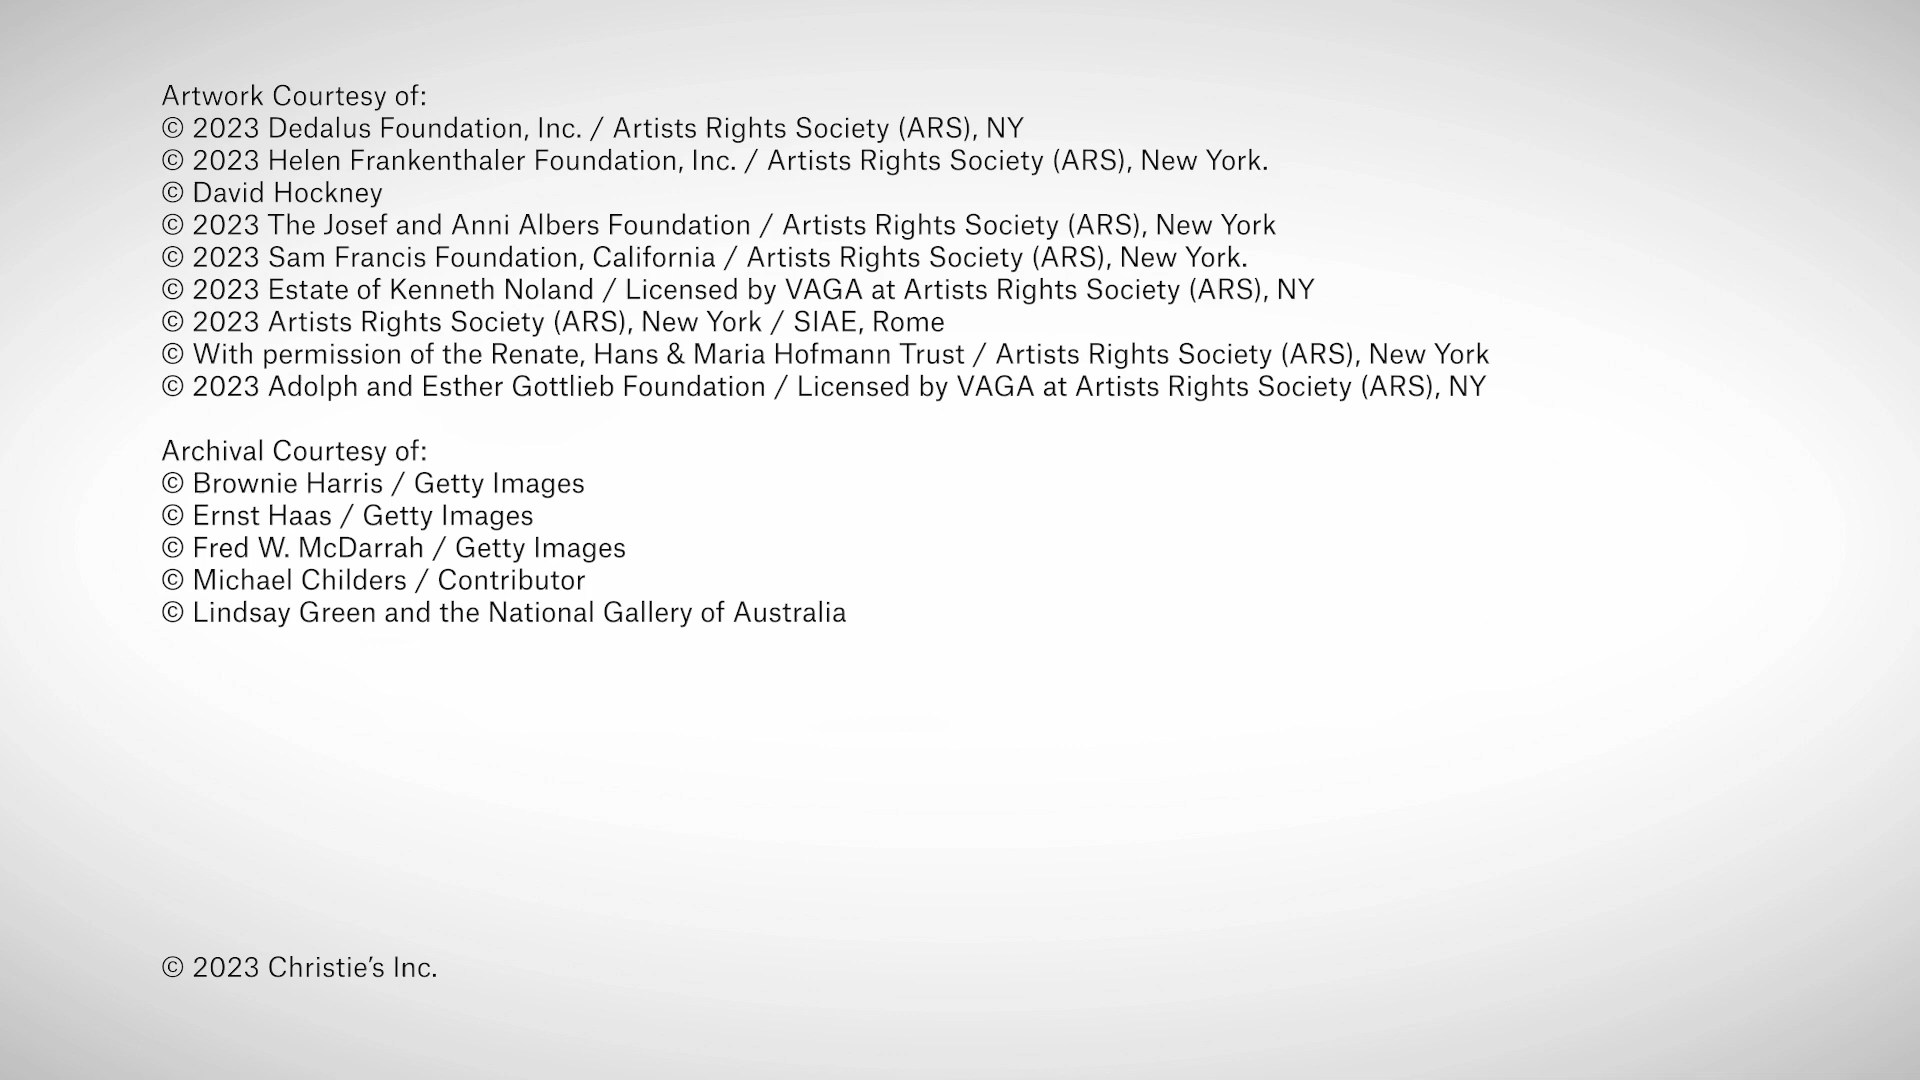 Artwork Courtesy of:
© 2023 Dedalus Foundation, Inc. / Artists Rights Society (ARS), NY
© 2023 Helen Frankenthaler Foundation, Inc. / Artists Rights Society (ARS), New York.
© David Hockney
© 2023 The Josef and Anni Albers Foundation / Artists Rights Society (ARS), New York
© 2023 Sam Francis Foundation, California / Artists Rights Society (ARS), New York.
© 2023 Estate of Kenneth Noland / Licensed by VAGA at Artists Rights Society (ARS), NY
© 2023 Artists Rights Society (ARS), New York / SIAE, Rome
© With permission of the Renate, Hans & Maria Hofmann Trust / Artists Rights Society (ARS), New York
© 2023 Adolph and Esther Gottlieb Foundation / Licensed by VAGA at Artists Rights Society (ARS), NY
Archival Courtesy of:
© Brownie Harris / Getty Images
© Ernst Haas / Getty Images
© Fred W. McDarrah / Getty Images
© Michael Childers / Contributor
© Lindsay Green and the National Gallery of Australia
© 2023 Christie’s Inc.